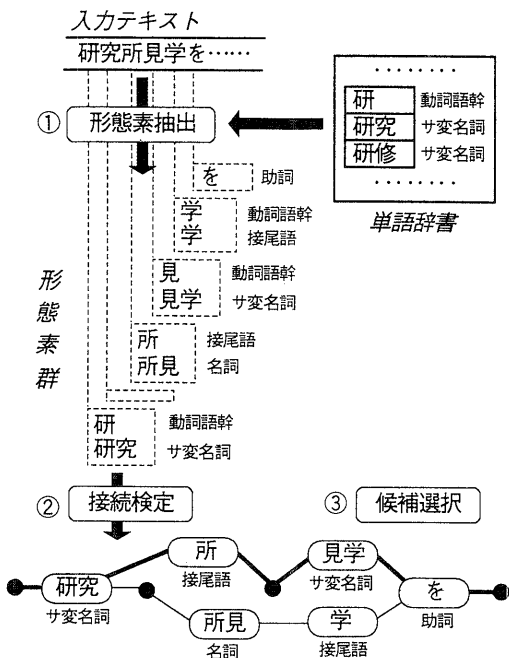 入力テキスト
研究所見学を……
① 形態素抽出
........
研 動詞語幹
研究 サ変名詞
研修 サ変名詞
........
単語辞書
を 助詞
学 動詞語幹
学 接尾語
見 動詞語幹
見学 サ変名詞
所 接尾語
所見 名詞
研 動詞語幹
研究 サ変名詞
形態素群
② 接続検定
③ 候補選択
研究
サ変名詞
所
接尾語
見学
サ変名詞
所見
名詞
学
接尾語
を
助詞